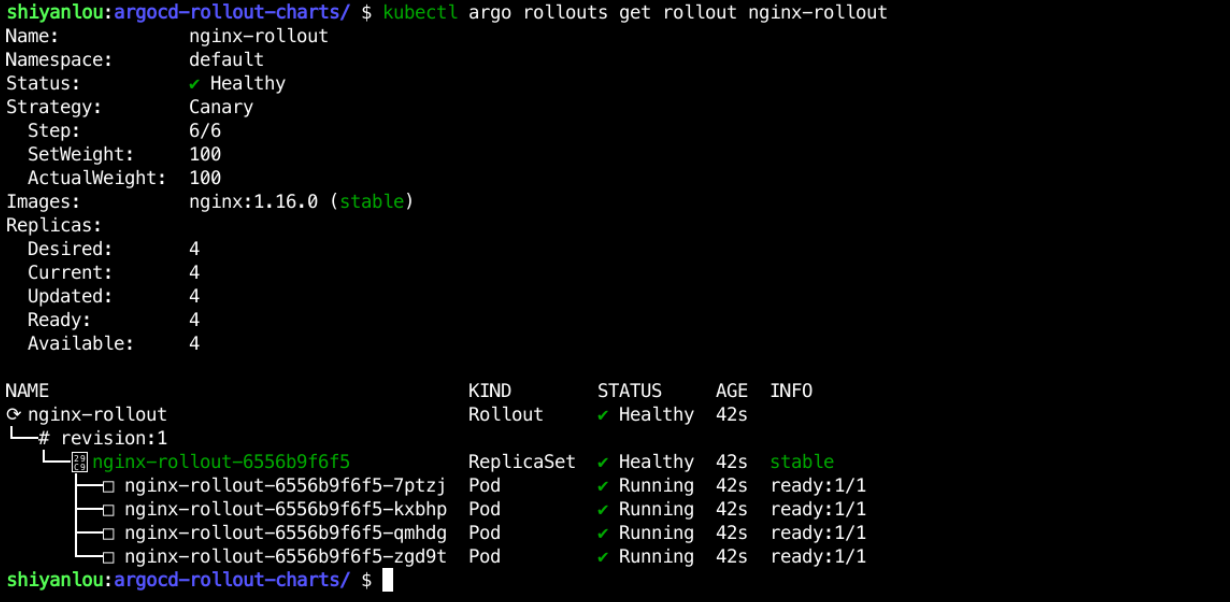 shiyanlou:argocd-rollout-charts/ $ kubectl argo rollouts get rollout nginx-rollout
Name:            nginx-rollout
Namespace:       default
Status:          ✔ Healthy
Strategy:        Canary
  Step:          6/6
  SetWeight:     100
  ActualWeight:  100
Images:          nginx:1.16.0 (stable)
Replicas:
  Desired:       4
  Current:       4
  Updated:       4
  Ready:         4
  Available:     4

NAME                                       KIND        STATUS     AGE  INFO
⟳ nginx-rollout                            Rollout     ✔ Healthy  42s
└──# revision:1
   └──⧉ nginx-rollout-6556b9f6f5           ReplicaSet  ✔ Healthy  42s  stable
      ├──□ nginx-rollout-6556b9f6f5-7ptzj  Pod         ✔ Running  42s  ready:1/1
      ├──□ nginx-rollout-6556b9f6f5-kxbhp  Pod         ✔ Running  42s  ready:1/1
      ├──□ nginx-rollout-6556b9f6f5-qmhdg  Pod         ✔ Running  42s  ready:1/1
      └──□ nginx-rollout-6556b9f6f5-zgd9t  Pod         ✔ Running  42s  ready:1/1
shiyanlou:argocd-rollout-charts/ $